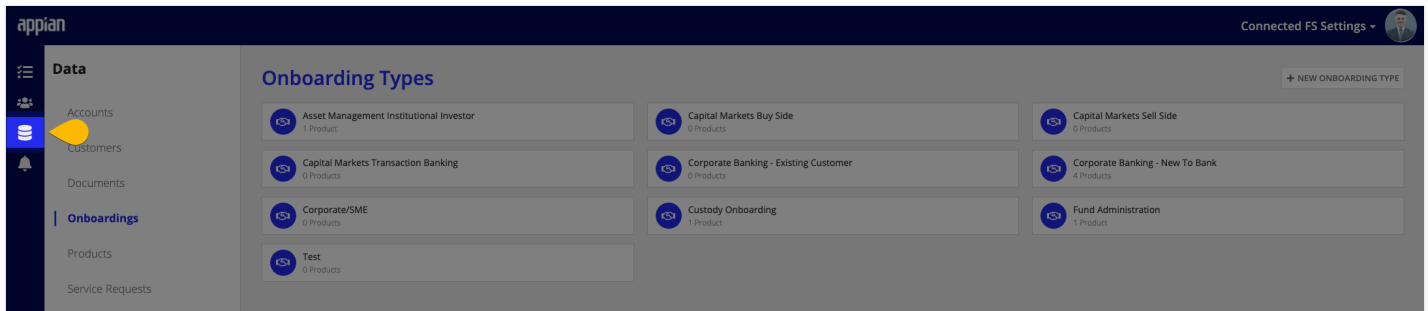 appian
Connected FS Settings
Data
Accounts
Customers
Documents
Onboardings
Products
Service Requests
Onboarding Types
+ NEW ONBOARDING TYPE
Asset Management Institutional Investor
1 Product
Capital Markets Buy Side
0 Products
Capital Markets Sell Side
0 Products
Capital Markets Transaction Banking
0 Products
Corporate Banking - Existing Customer
0 Products
Corporate Banking - New To Bank
4 Products
Corporate/SME
0 Products
Custody Onboarding
1 Product
Fund Administration
1 Product
Test
0 Products